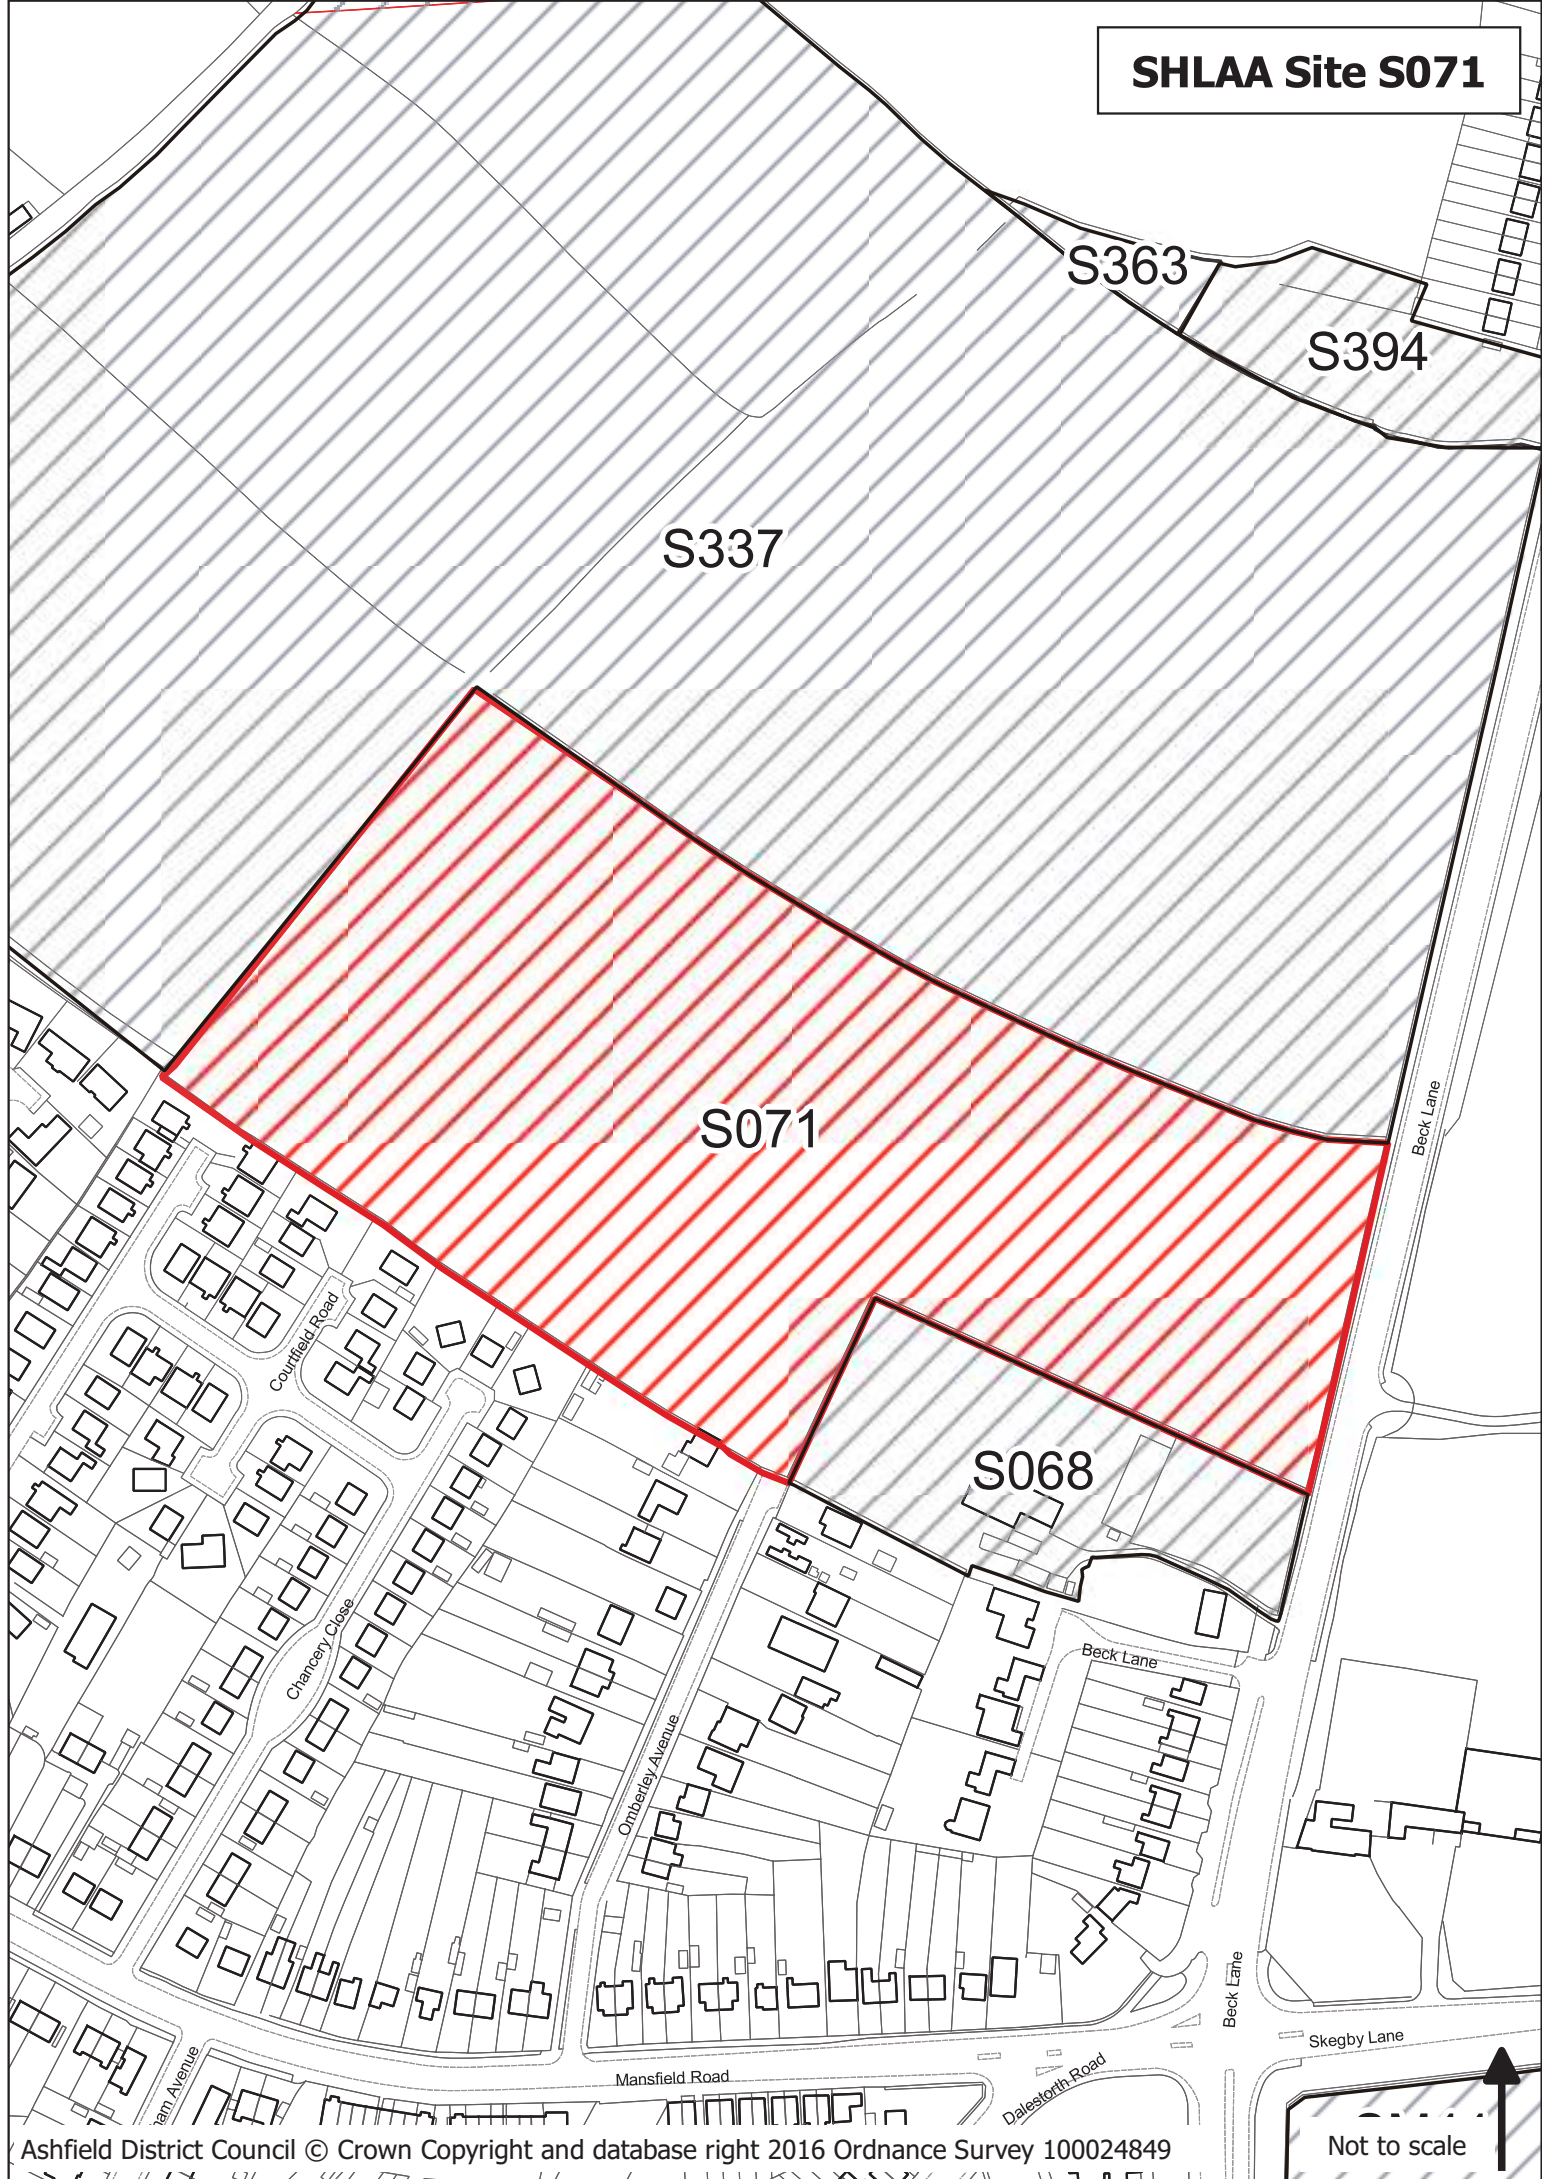 SHLAA Site S071
S363
S394
S337
S071
Beck Lane
Courtfield Road
S068
Chancery Close
Beck Lane
Omberley Avenue
Beck Lane
Skegby Lane
Mansfield Road
Dalestorth Road
Avenue
Ashfield District Council © Crown Copyright and database right 2016 Ordnance Survey 100024849
Not to scale